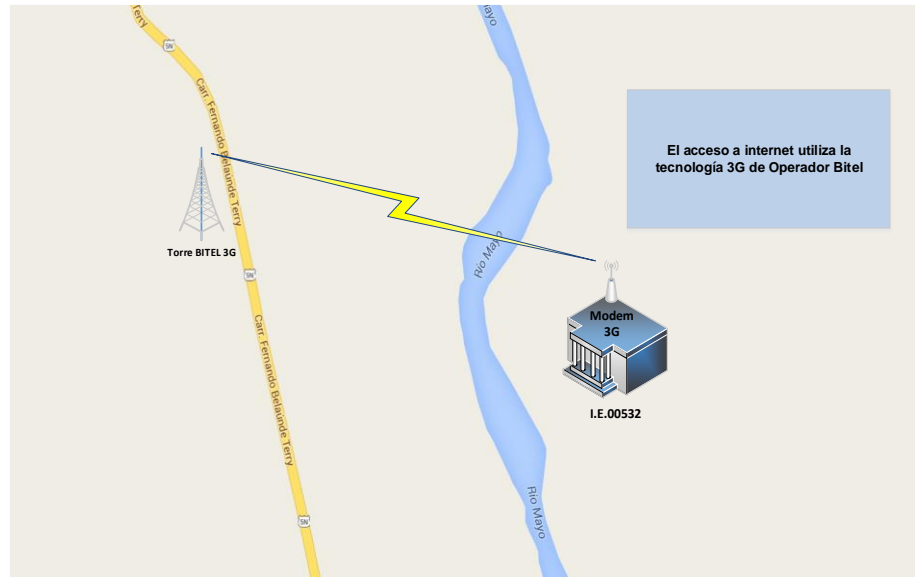 Terry
5N
Mayo
Carr. Fernando Belaunde Terry
El acceso a internet utiliza la
tecnología 3G de Operador Bitel
Torre BITEL 3G
Río Mayo
5N
Modem
3G
Carr. Fernando Belaunde Terry
I.E.00532
Río Mayo
5N